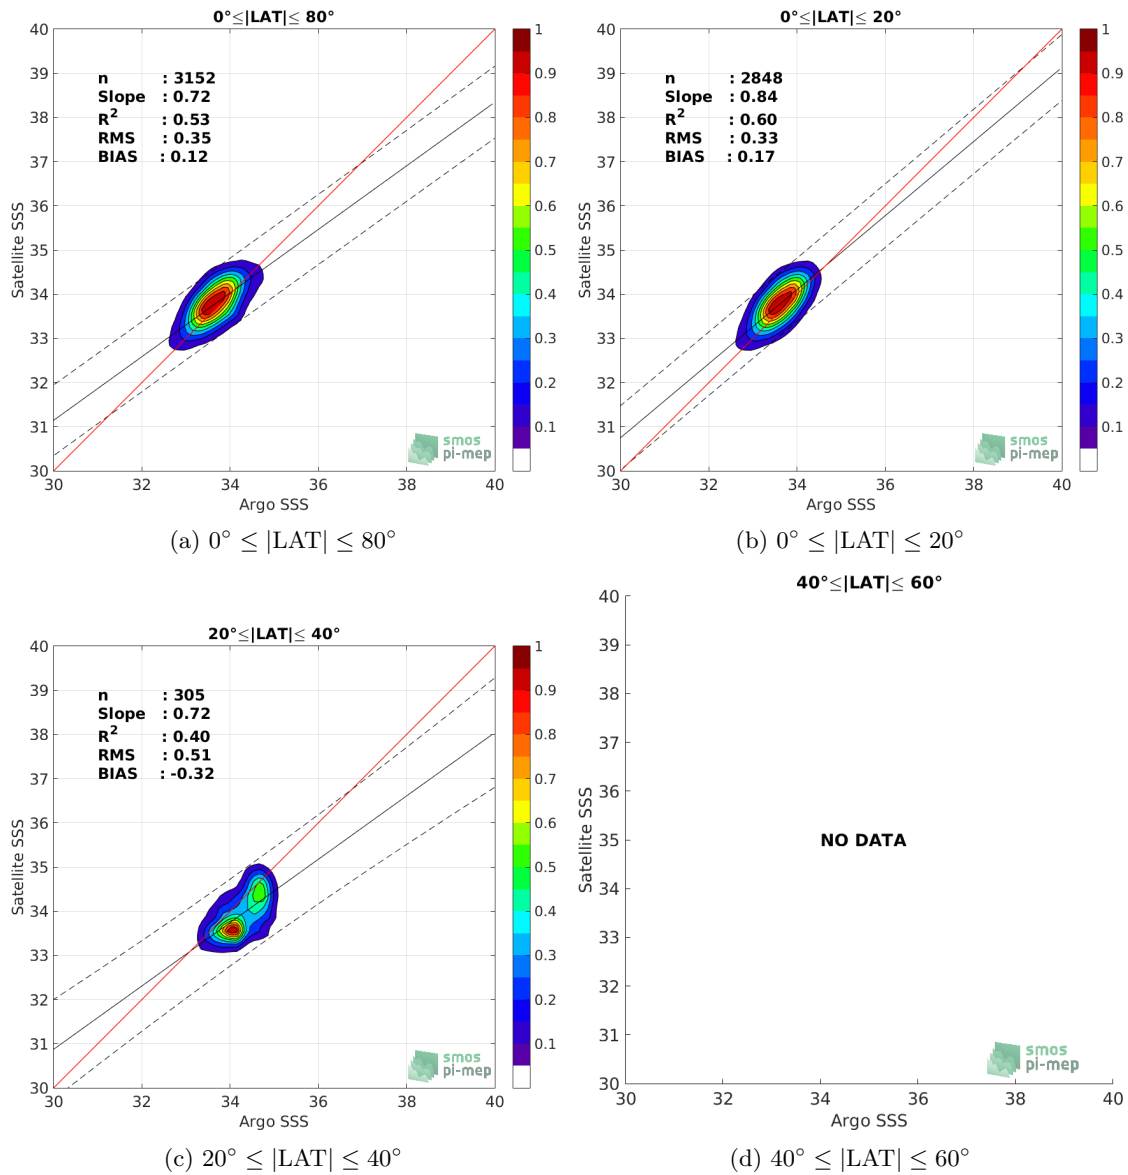 0°≤|LAT|≤ 80°
n : 3152
Slope : 0.72
R² : 0.53
RMS : 0.35
BIAS : 0.12
40
39
38
37
36
35
34
33
32
31
30
Satellite SSS
30 32 34 36 38 40
Argo SSS
1
0.9
0.8
0.7
0.6
0.5
0.4
0.3
0.2
0.1
smos
pi-mep
(a) 0° ≤ |LAT| ≤ 80°
0°≤|LAT|≤ 20°
n : 2848
Slope : 0.84
R² : 0.60
RMS : 0.33
BIAS : 0.17
40
39
38
37
36
35
34
33
32
31
30
Satellite SSS
30 32 34 36 38 40
Argo SSS
1
0.9
0.8
0.7
0.6
0.5
0.4
0.3
0.2
0.1
smos
pi-mep
(b) 0° ≤ |LAT| ≤ 20°
20°≤|LAT|≤ 40°
n : 305
Slope : 0.72
R² : 0.40
RMS : 0.51
BIAS : -0.32
40
39
38
37
36
35
34
33
32
31
30
Satellite SSS
30 32 34 36 38 40
Argo SSS
1
0.9
0.8
0.7
0.6
0.5
0.4
0.3
0.2
0.1
smos
pi-mep
(c) 20° ≤ |LAT| ≤ 40°
40°≤|LAT|≤ 60°
40
39
38
37
36
35
34
33
32
31
30
Satellite SSS
NO DATA
30 32 34 36 38 40
Argo SSS
smos
pi-mep
(d) 40° ≤ |LAT| ≤ 60°